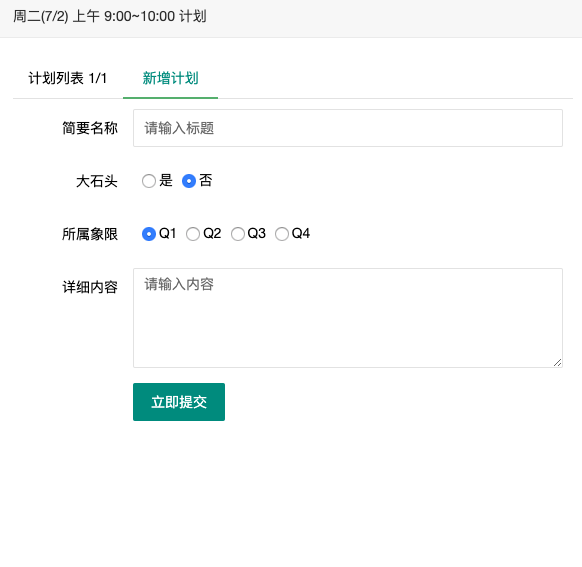 周二(7/2) 上午 9:00~10:00 计划
计划列表 1/1 新增计划
简要名称 请输入标题
大石头 是 否
所属象限 Q1 Q2 Q3 Q4
详细内容 请输入内容
立即提交